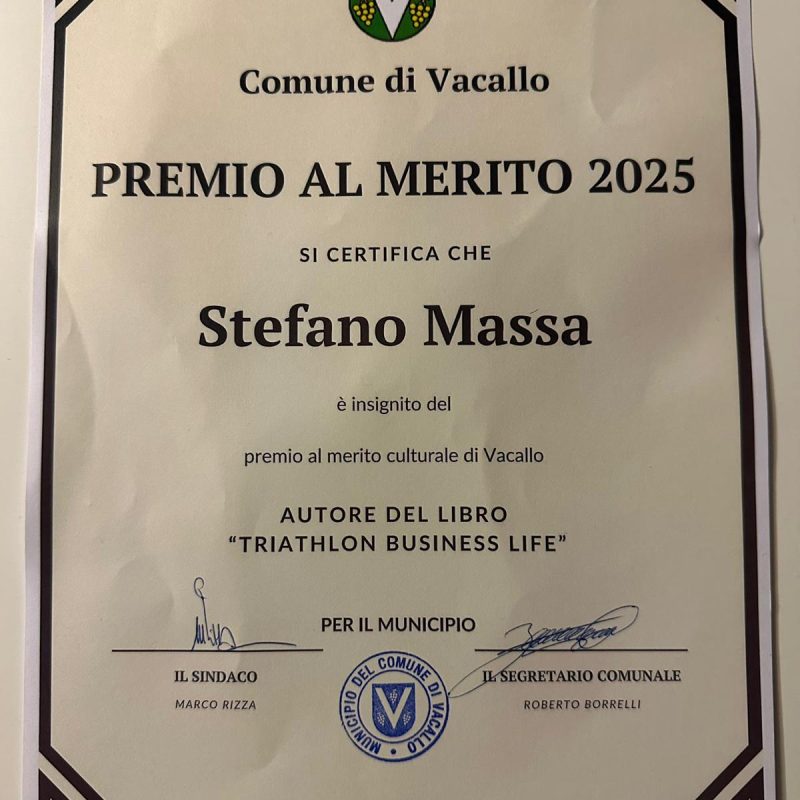 Comune di Vacallo
PREMIO AL MERITO 2025
SI CERTIFICA CHE
Stefano Massa
è insignito del
premio al merito culturale di Vacallo
AUTORE DEL LIBRO
“TRIATHLON BUSINESS LIFE”
PER IL MUNICIPIO
IL SINDACO
MARCO RIZZA
IL SEGRETARIO COMUNALE
ROBERTO BORRELLI
MUNICIPIO DEL COMUNE DI VACALLO